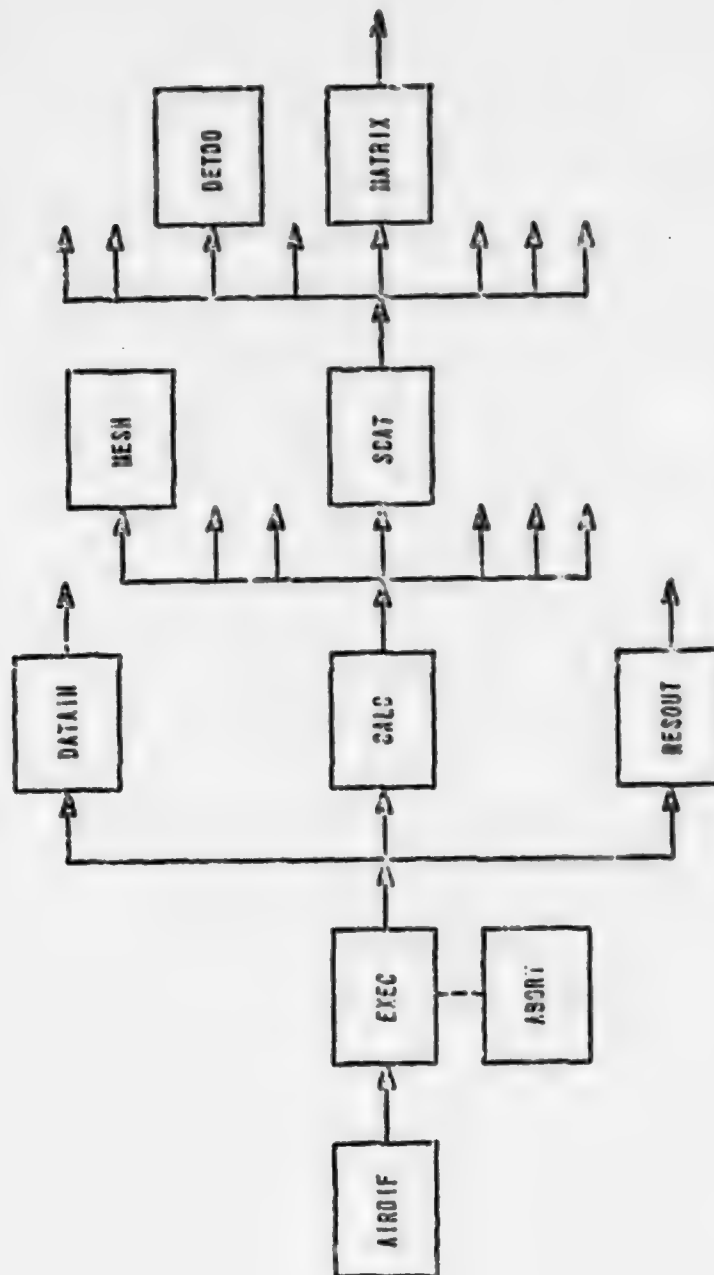 AIRDIF
EXEC
ABORT
DATAIN
CALC
RESOUT
MESH
SCAT
DETDO
MATRIX